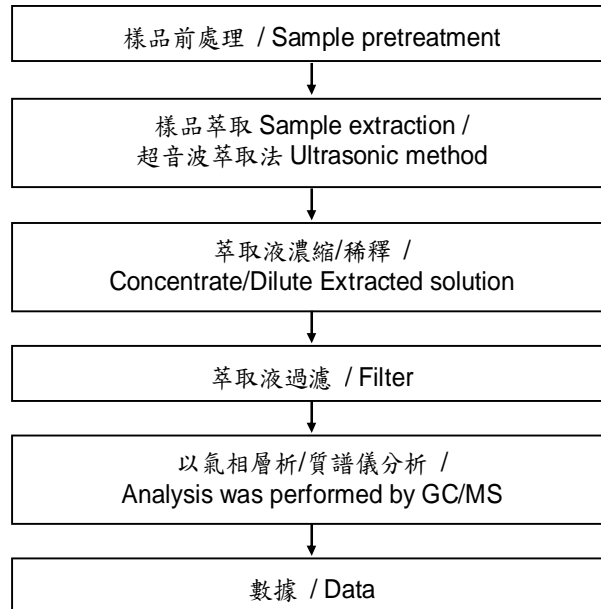 樣品前處理 / Sample pretreatment
樣品萃取 Sample extraction /
超音波萃取法 Ultrasonic method
萃取液濃縮/稀釋 /
Concentrate/Dilute Extracted solution
萃取液過濾 / Filter
以氣相層析/質譜儀分析 /
Analysis was performed by GC/MS
數據 / Data